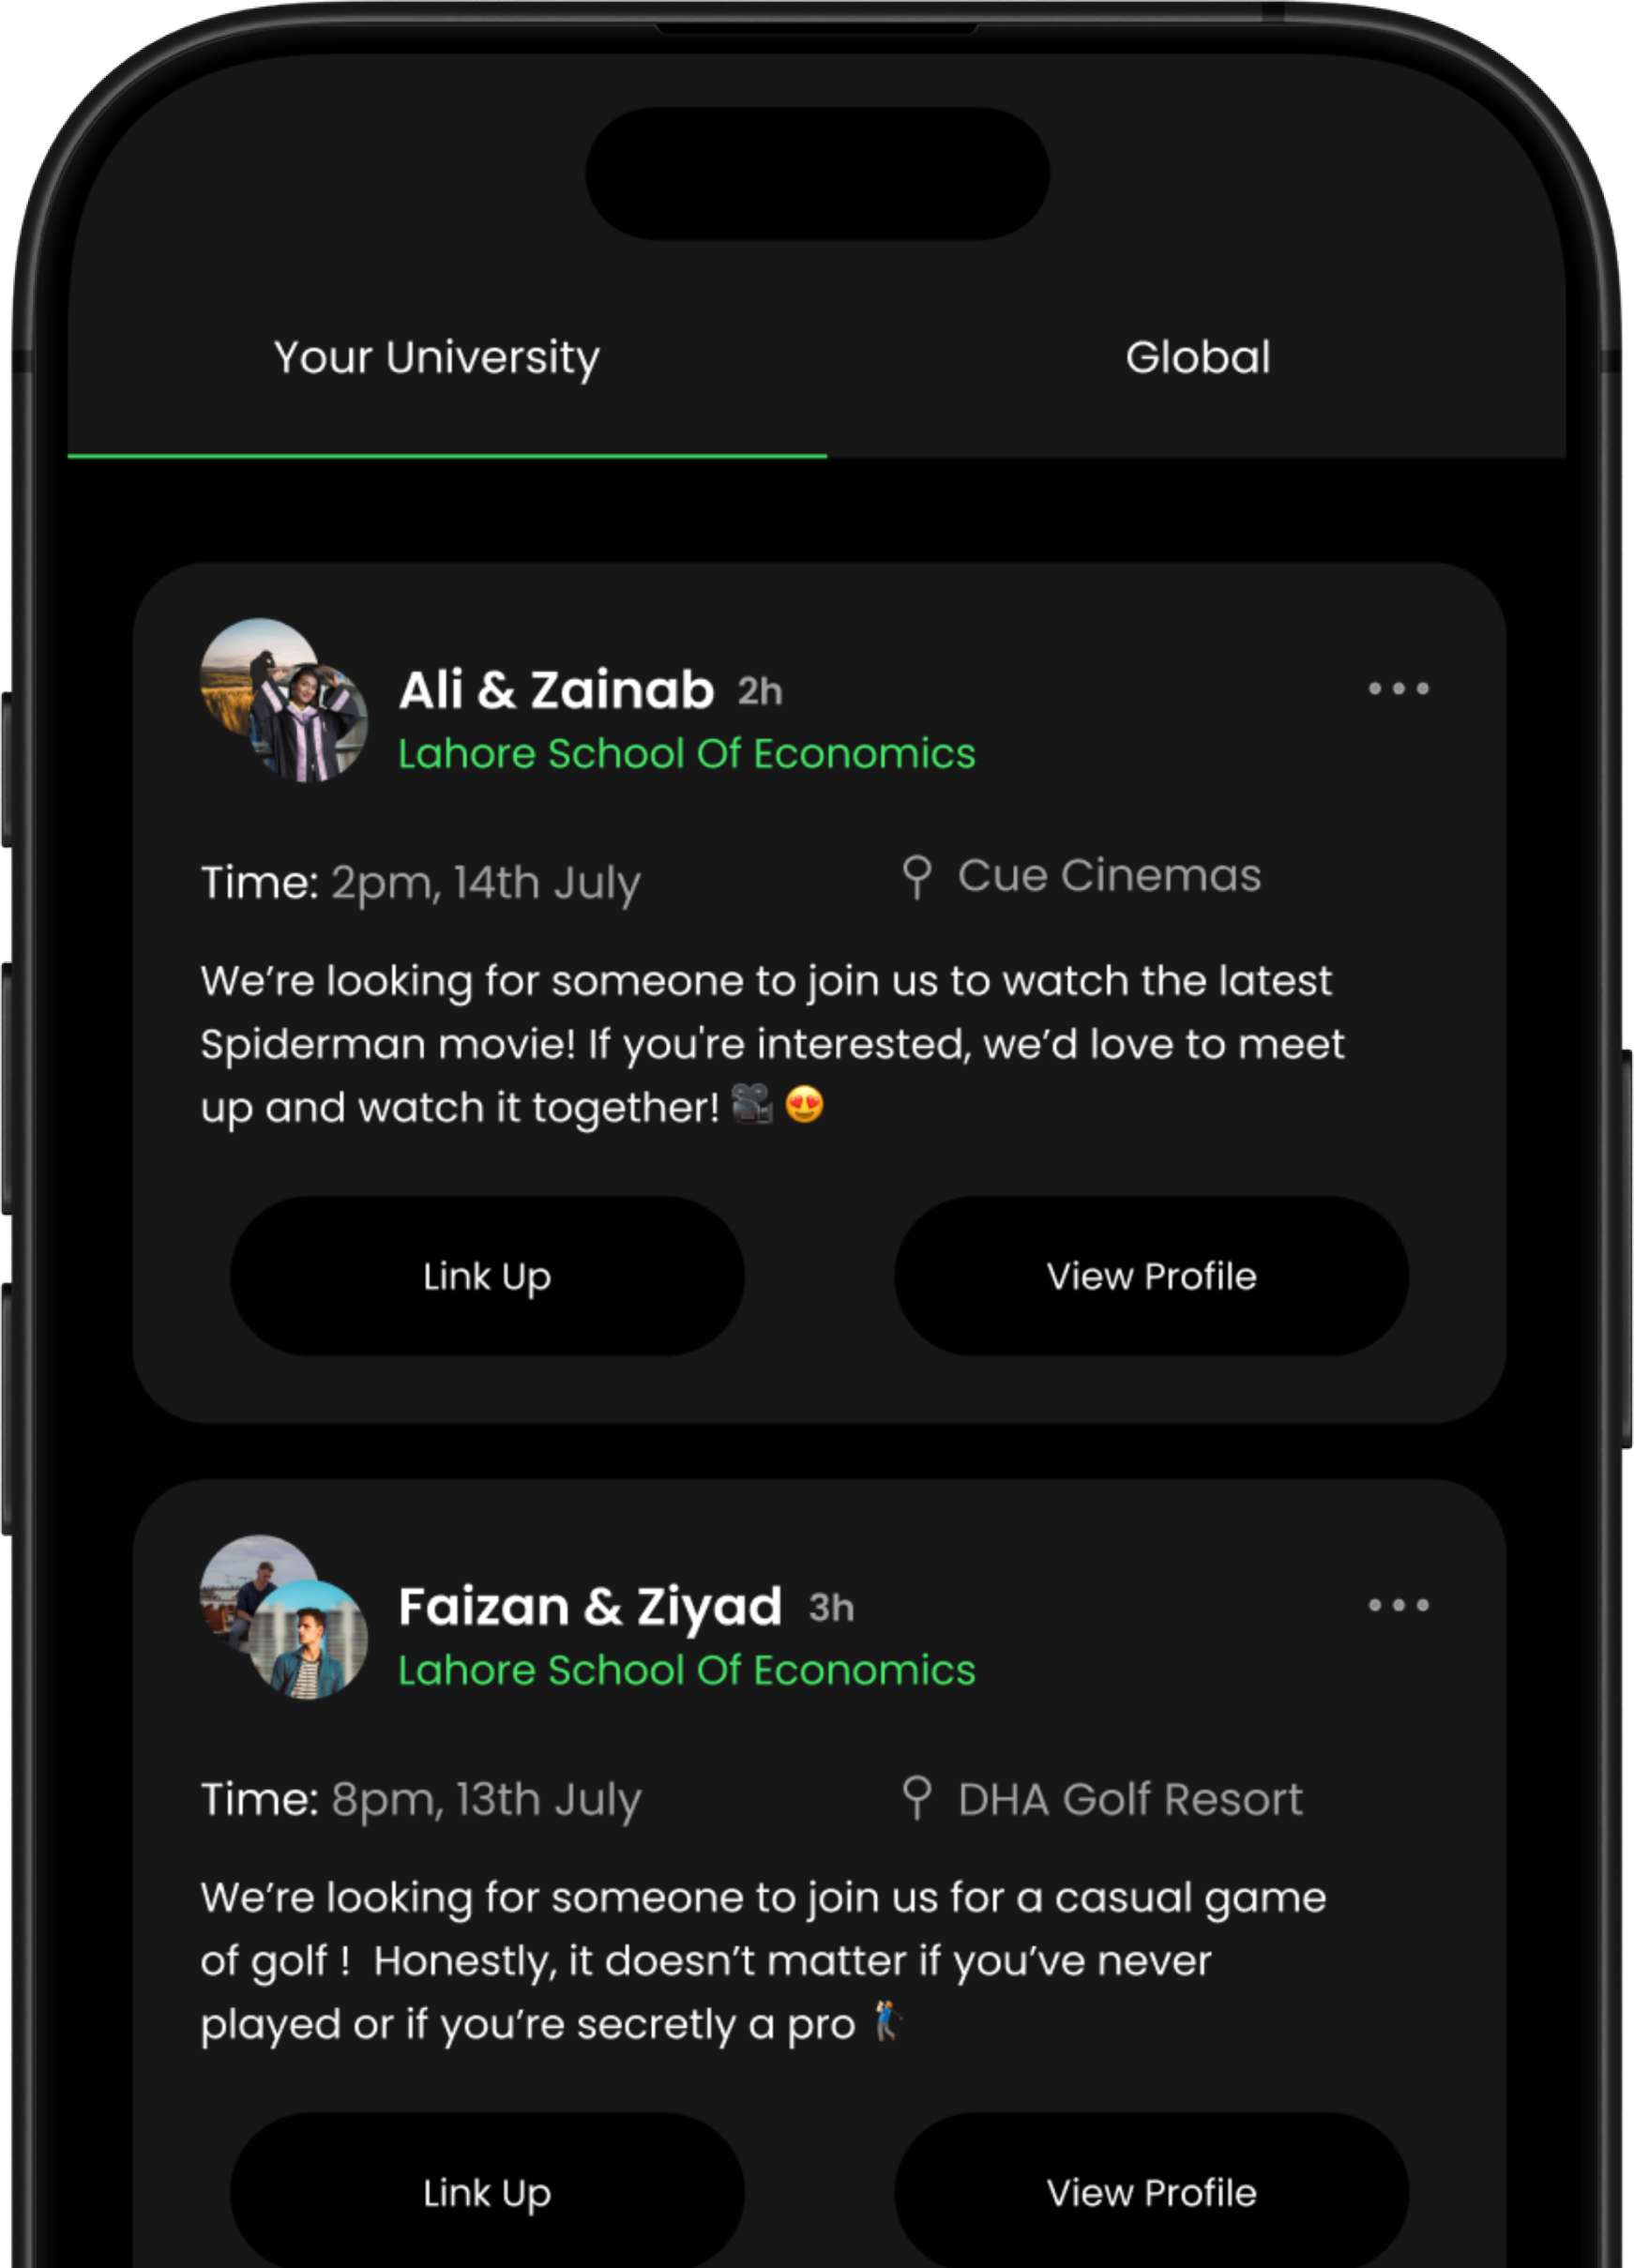 Your University Global
Ali & Zainab 2h
Lahore School Of Economics
Time: 2pm, 14th July Cue Cinemas
We’re looking for someone to join us to watch the latest
Spiderman movie! If you're interested, we’d love to meet
up and watch it together! 🎥 😍
Link Up View Profile
Faizan & Ziyad 3h
Lahore School Of Economics
Time: 8pm, 13th July DHA Golf Resort
We’re looking for someone to join us for a casual game
of golf !  Honestly, it doesn’t matter if you’ve never
played or if you’re secretly a pro 🏌🏻‍♂️
Link Up View Profile